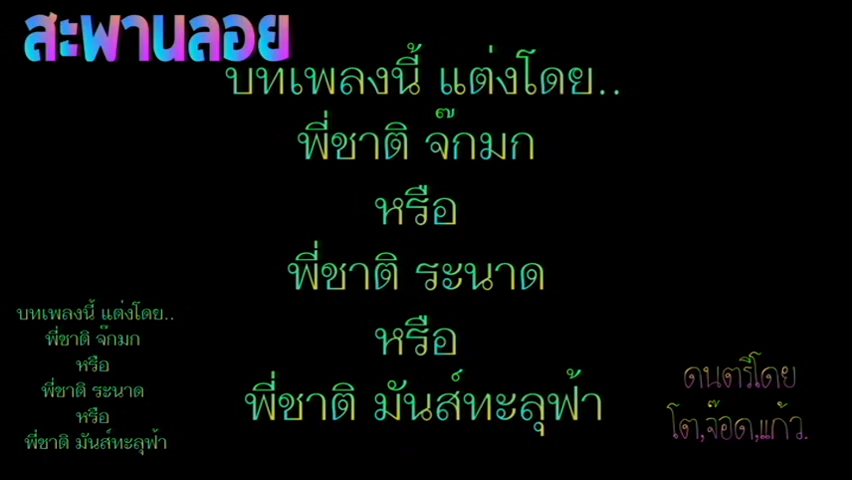 สะพานลอย
บทเพลงนี้ แต่งโดย..
พี่ชาติ จ๊กมก
หรือ
พี่ชาติ ระนาด
หรือ
พี่ชาติ มันส์ทะลุฟ้า
บทเพลงนี้ แต่งโดย..
พี่ชาติ จ๊กมก
หรือ
พี่ชาติ ระนาด
หรือ
พี่ชาติ มันส์ทะลุฟ้า
ดนตรีโดย
โต,จ๊อด,แก้ว.